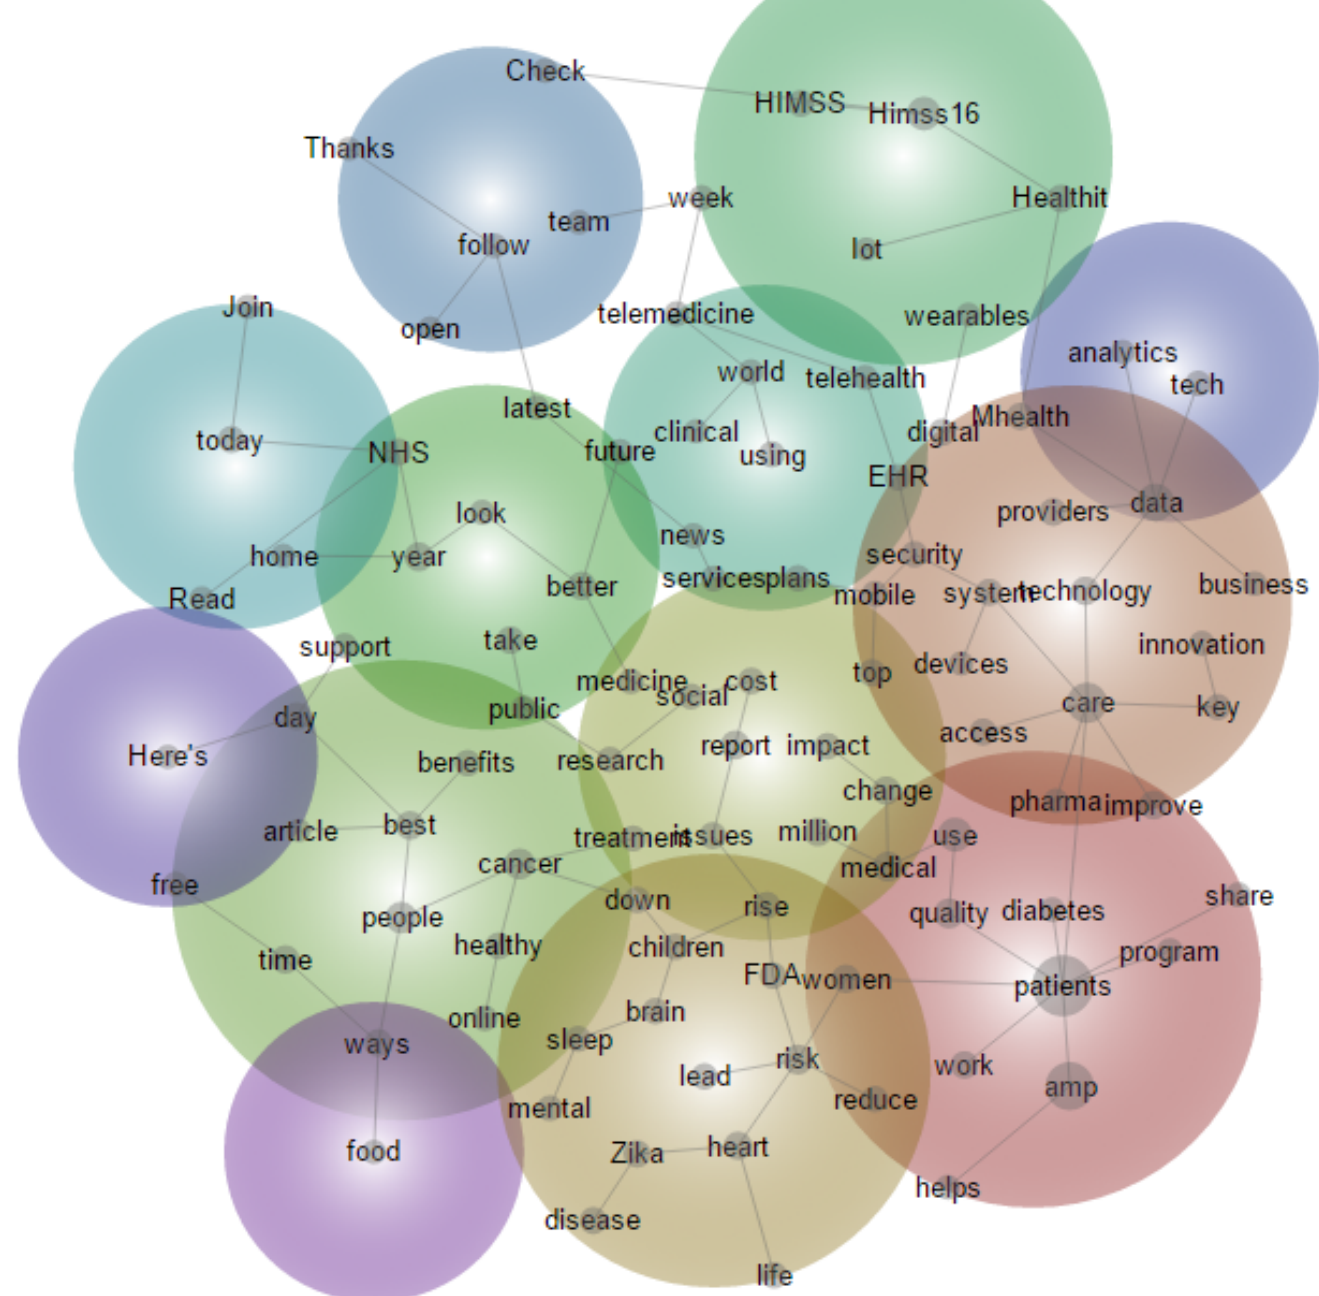 Check
HIMSS
Himss16
Thanks
week
Healthit
team
follow
lot
Join
telemedicine
wearables
open
analytics
world
telehealth
tech
latest
Mhealth
today
NHS
future
clinical
using
digital
EHR
look
providers
data
home
year
news
security
better
services
plans
mobile
system
technology
business
Read
support
take
innovation
top
devices
medicine
social
cost
day
public
care
key
access
Here's
benefits
research
report
impact
change
pharma
improve
article
best
treatment
issues
million
use
cancer
medical
free
down
rise
quality
diabetes
share
people
healthy
children
time
FDA
women
program
patients
online
brain
ways
sleep
lead
risk
work
amp
mental
reduce
food
Zika
heart
helps
disease
life